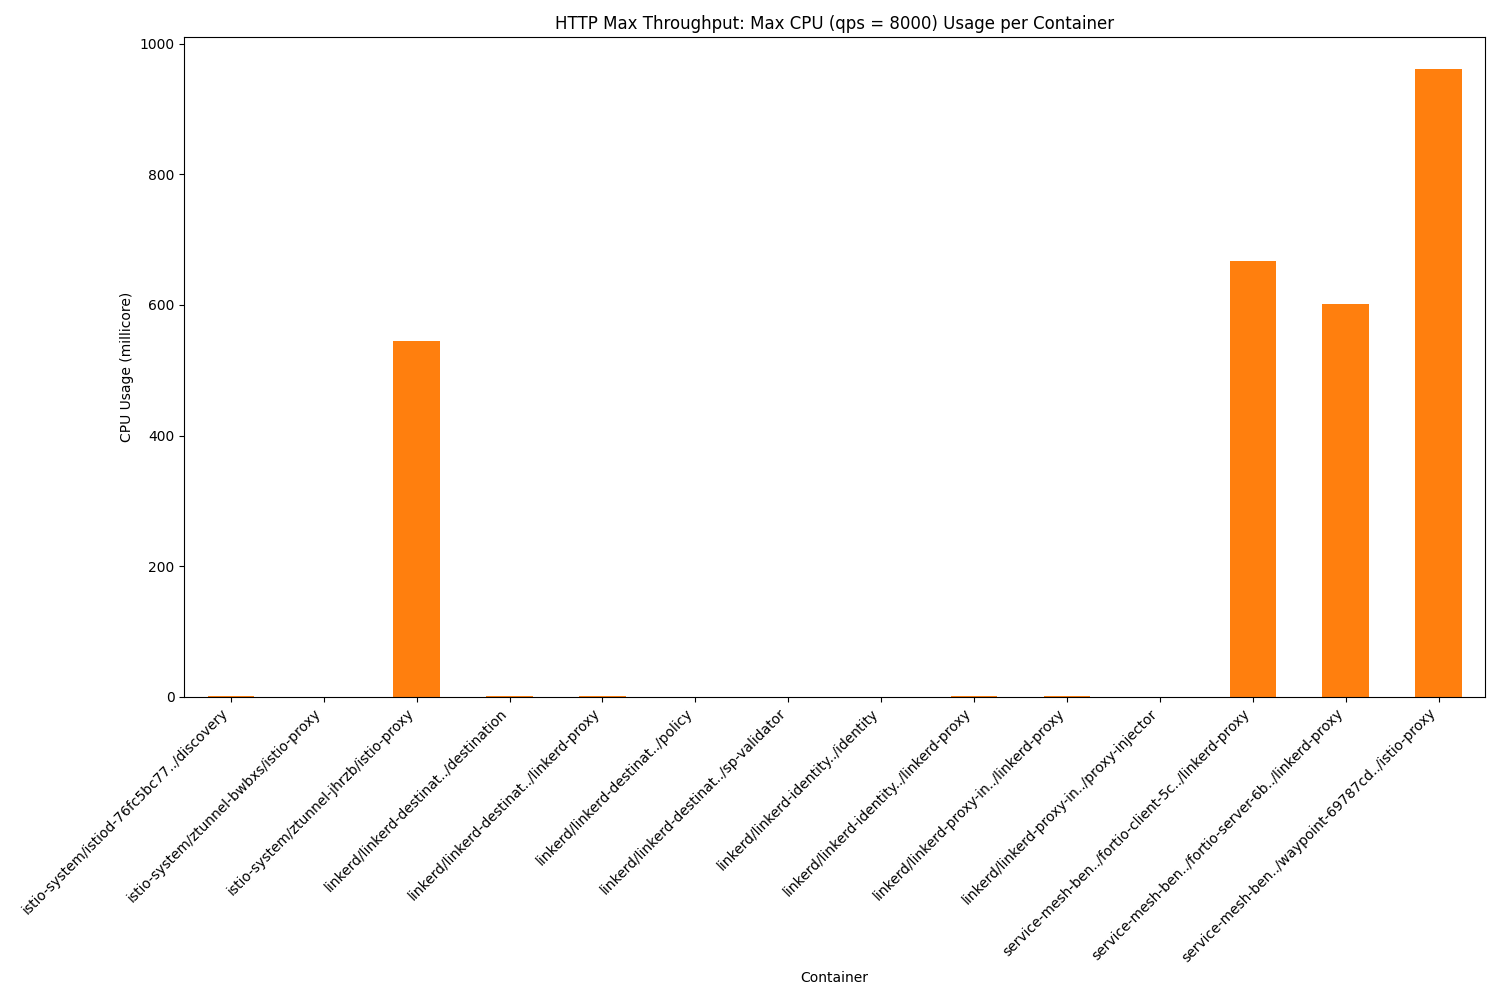 HTTP Max Throughput: Max CPU (qps = 8000) Usage per Container
1000
800
600
400
200
0
CPU Usage (millicore)
istio-system/istiod-76fc5bc77../discovery
istio-system/ztunnel-bwbxs/istio-proxy
istio-system/ztunnel-jhrzb/istio-proxy
linkerd/linkerd-destinat../destination
linkerd/linkerd-destinat../linkerd-proxy
linkerd/linkerd-destinat../policy
linkerd/linkerd-destinat../sp-validator
linkerd/linkerd-identity../identity
linkerd/linkerd-identity../linkerd-proxy
linkerd/linkerd-proxy-in../linkerd-proxy
linkerd/linkerd-proxy-in../proxy-injector
service-mesh-ben../fortio-client-5c../linkerd-proxy
service-mesh-ben../fortio-server-6b../linkerd-proxy
service-mesh-ben../waypoint-69787cd../istio-proxy
Container